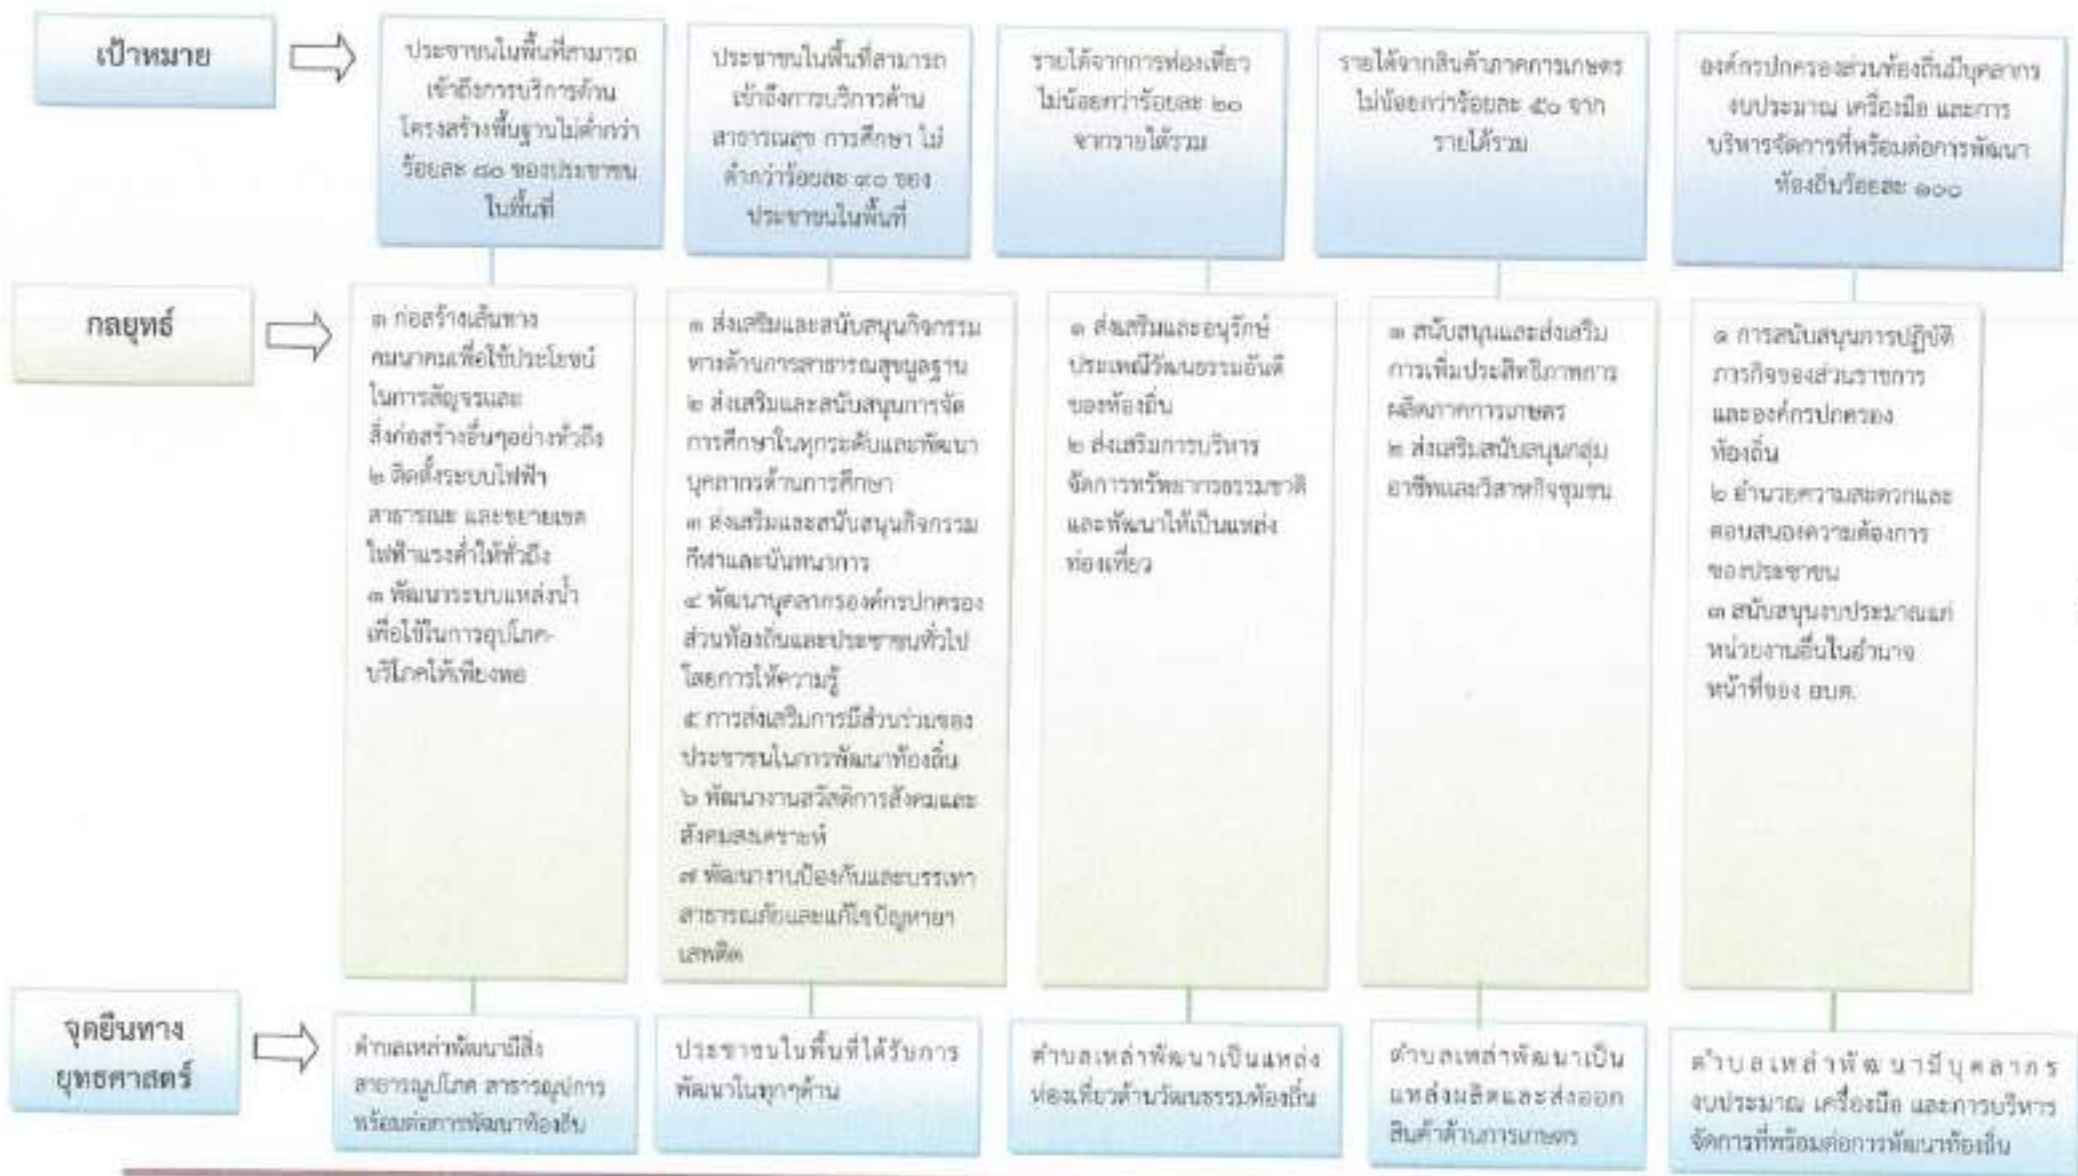 เป้าหมาย
ประชาชนในพื้นที่สามารถ
เข้าถึงการบริการด้าน
โครงสร้างพื้นฐานไม่ต่ำกว่า
ร้อยละ ๘๐ ของประชาชน
ในพื้นที่
ประชาชนในพื้นที่สามารถ
เข้าถึงการบริการด้าน
สาธารณสุข การศึกษา ไม่
ต่ำกว่าร้อยละ ๙๐ ของ
ประชาชนในพื้นที่
รายได้จากการท่องเที่ยว
ไม่น้อยกว่าร้อยละ ๒๐
จากรายได้รวม
รายได้จากสินค้าภาคการเกษตร
ไม่น้อยกว่าร้อยละ ๕๐ จาก
รายได้รวม
องค์กรปกครองส่วนท้องถิ่นมีบุคลากร
งบประมาณ เครื่องมือ และการ
บริหารจัดการที่พร้อมต่อการพัฒนา
ท้องถิ่นร้อยละ ๑๐๐
กลยุทธ์
๑ ก่อสร้างเส้นทาง
คมนาคมเพื่อใช้ประโยชน์
ในการสัญจรและ
สิ่งก่อสร้างอื่นๆอย่างทั่วถึง
๒ ติดตั้งระบบไฟฟ้า
สาธารณะ และขยายเขต
ไฟฟ้าแรงต่ำให้ทั่วถึง
๓ พัฒนาระบบแหล่งน้ำ
เพื่อใช้ในการอุปโภค-
บริโภคให้เพียงพอ
๑ ส่งเสริมและสนับสนุนกิจกรรม
ทางด้านการสาธารณสุขมูลฐาน
๒ ส่งเสริมและสนับสนุนการจัด
การศึกษาในทุกระดับและพัฒนา
บุคลากรด้านการศึกษา
๓ ส่งเสริมและสนับสนุนกิจกรรม
กีฬาและนันทนาการ
๔ พัฒนาบุคลากรองค์กรปกครอง
ส่วนท้องถิ่นและประชาชนทั่วไป
โดยการให้ความรู้
๕ การส่งเสริมการมีส่วนร่วมของ
ประชาชนในการพัฒนาท้องถิ่น
๖ พัฒนางานสวัสดิการสังคมและ
สังคมสงเคราะห์
๗ พัฒนางานป้องกันและบรรเทา
สาธารณภัยและแก้ไขปัญหายา
เสพติด
๑ ส่งเสริมและอนุรักษ์
ประเพณีวัฒนธรรมอันดี
ของท้องถิ่น
๒ ส่งเสริมการบริหาร
จัดการทรัพยากรธรรมชาติ
และพัฒนาให้เป็นแหล่ง
ท่องเที่ยว
๑ สนับสนุนและส่งเสริม
การเพิ่มประสิทธิภาพการ
ผลิตภาคการเกษตร
๒ ส่งเสริมสนับสนุนกลุ่ม
อาชีพและวิสาหกิจชุมชน
๑ การสนับสนุนการปฏิบัติ
ภารกิจของส่วนราชการ
และองค์กรปกครอง
ท้องถิ่น
๒ อำนวยความสะดวกและ
ตอบสนองความต้องการ
ของประชาชน
๓ สนับสนุนงบประมาณแก่
หน่วยงานอื่นในอำนาจ
หน้าที่ของ อบต.
จุดยืนทาง
ยุทธศาสตร์
ตำบลเหล่าพัฒนามีสิ่ง
สาธารณูปโภค สาธารณูปการ
พร้อมต่อการพัฒนาท้องถิ่น
ประชาชนในพื้นที่ได้รับการ
พัฒนาในทุกๆด้าน
ตำบลเหล่าพัฒนาเป็นแหล่ง
ท่องเที่ยวด้านวัฒนธรรมท้องถิ่น
ตำบลเหล่าพัฒนาเป็น
แหล่งผลิตและส่งออก
สินค้าด้านการเกษตร
ตำบลเหล่าพัฒนามีบุคลากร
งบประมาณ เครื่องมือ และการบริหาร
จัดการที่พร้อมต่อการพัฒนาท้องถิ่น